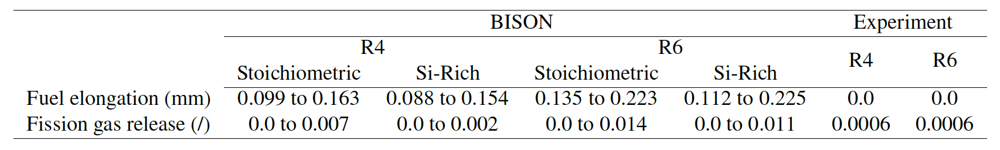 BISON Experiment
R4 R6 R4 R6
Stoichiometric Si-Rich Stoichiometric Si-Rich
Fuel elongation (mm) 0.099 to 0.163 0.088 to 0.154 0.135 to 0.223 0.112 to 0.225 0.0 0.0
Fission gas release (/) 0.0 to 0.007 0.0 to 0.002 0.0 to 0.014 0.0 to 0.011 0.0006 0.0006